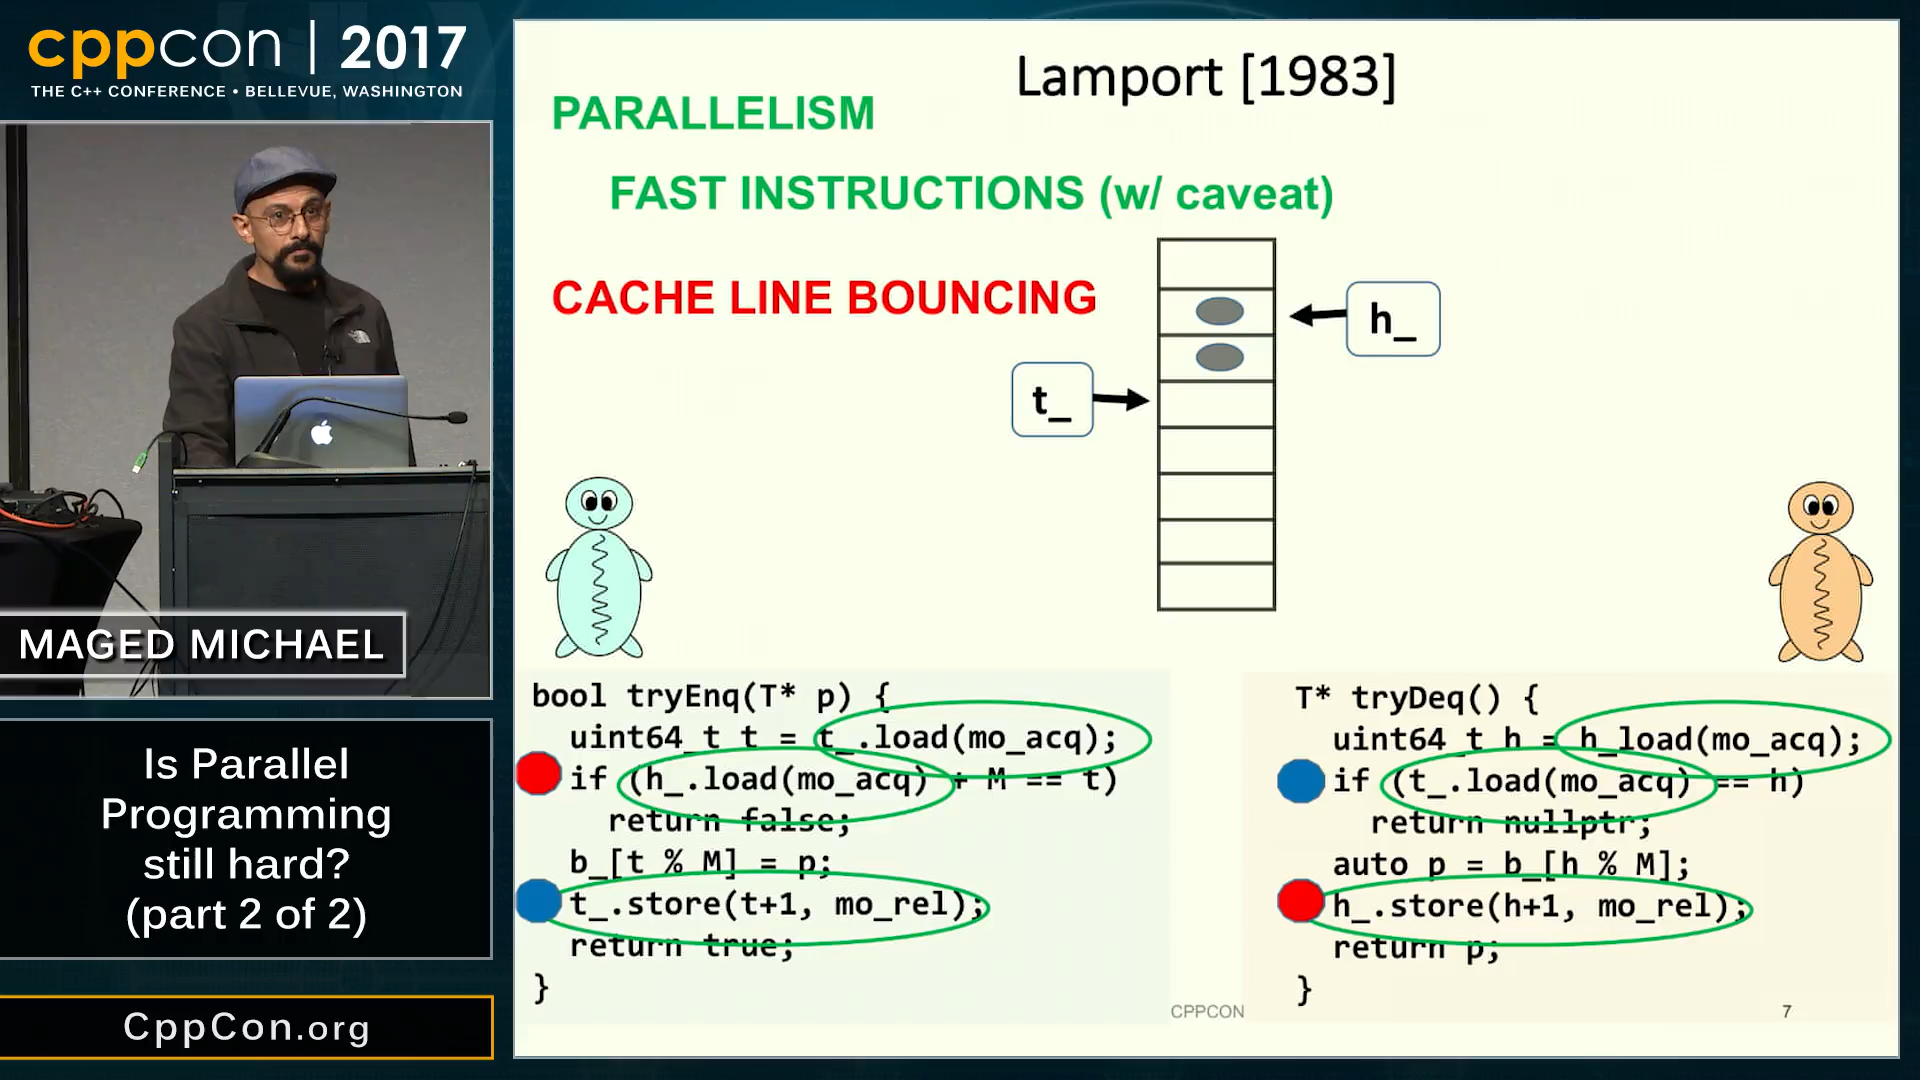 cppcon | 2017
THE C++ CONFERENCE • BELLEVUE, WASHINGTON
MAGED MICHAEL
Is Parallel
Programming
still hard?
(part 2 of 2)
CppCon.org
Lamport [1983]
PARALLELISM
FAST INSTRUCTIONS (w/ caveat)
CACHE LINE BOUNCING
h_
t_
bool tryEnq(T* p) {
uint64_t t = t_.load(mo_acq);
if (h_.load(mo_acq) + M == t)
return false;
b_[t % M] = p;
t_.store(t+1, mo_rel);
return true;
}
T* tryDeq() {
uint64_t h = h_load(mo_acq);
if (t_.load(mo_acq) == h)
return nullptr;
auto p = b_[h % M];
h_.store(h+1, mo_rel);
return p;
}
CPPCON
7